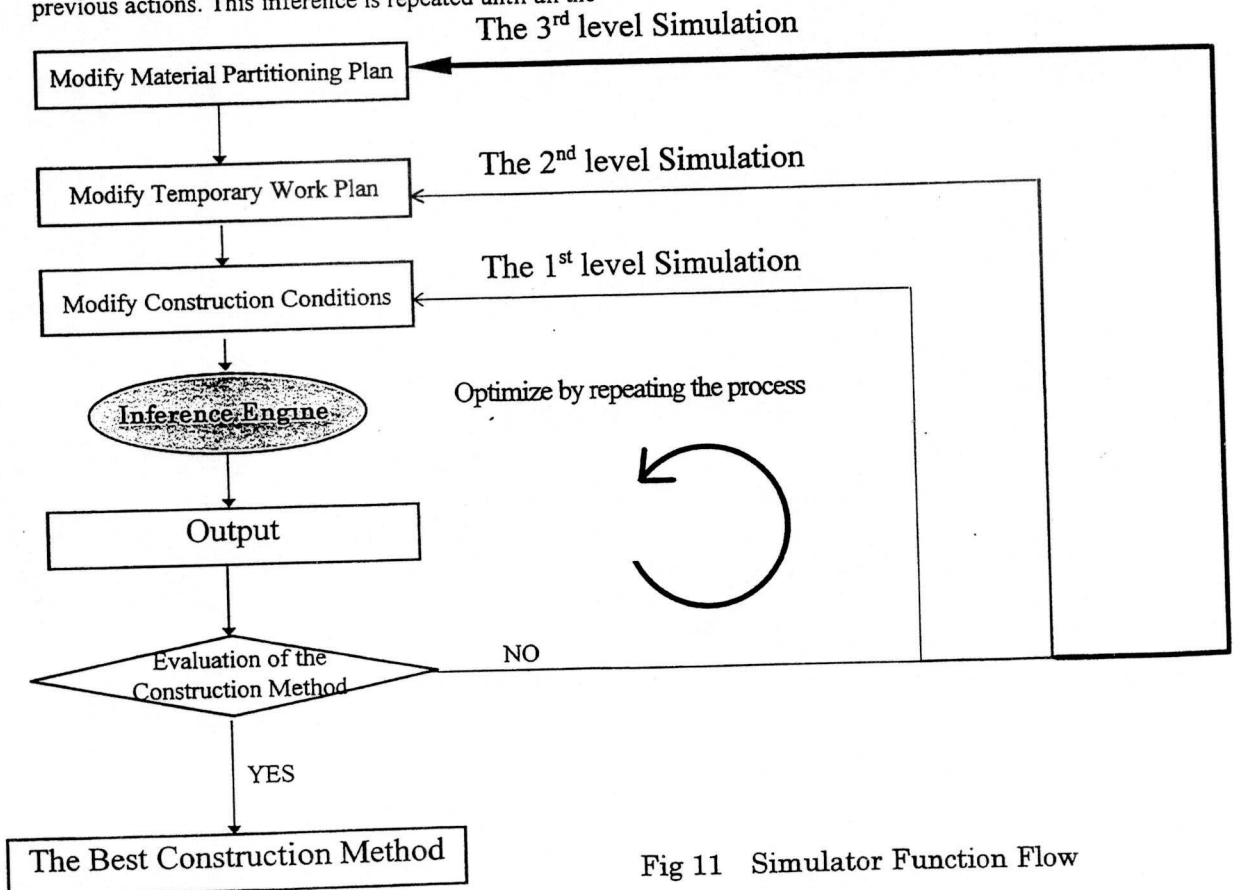 previous actions. This inference is repeated until all the
The 3rd level Simulation
Modify Material Partitioning Plan
The 2nd level Simulation
Modify Temporary Work Plan
The 1st level Simulation
Modify Construction Conditions
Optimize by repeating the process
Inference Engine
Output
Evaluation of the
Construction Method
NO
YES
The Best Construction Method
Fig 11 Simulator Function Flow